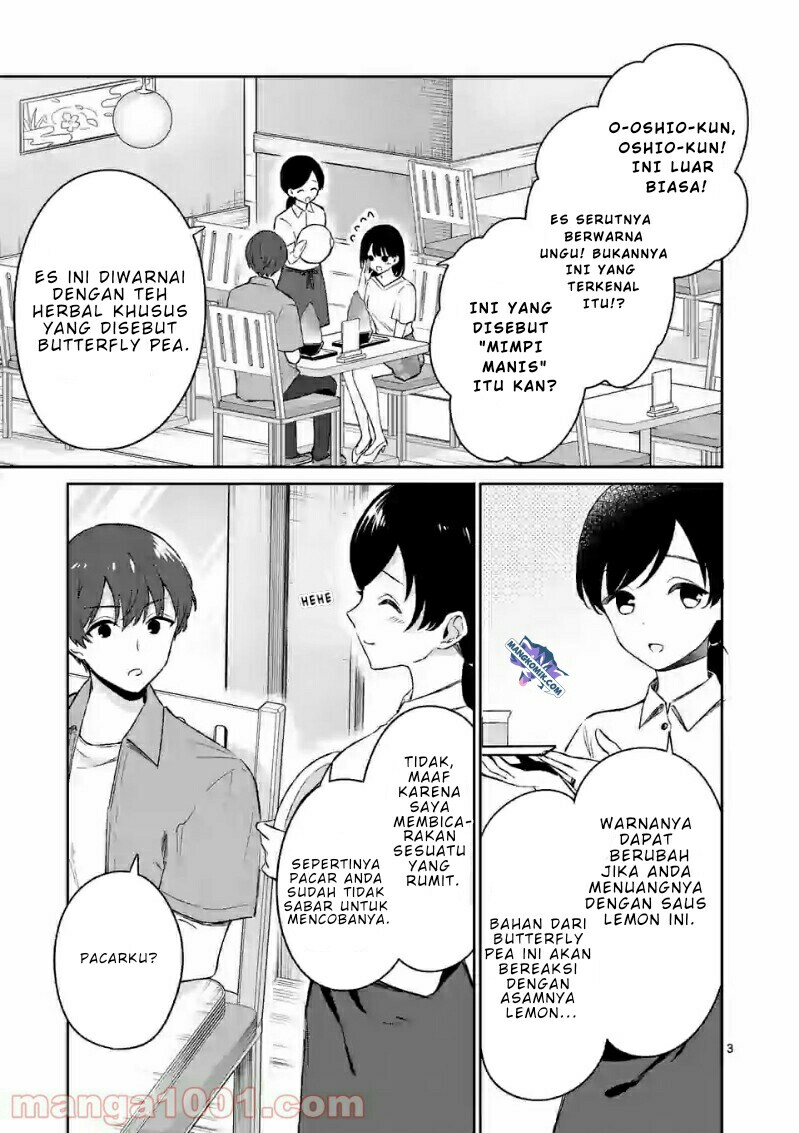 O-OSHIO-KUN,
OSHIO-KUN!
INI LUAR
BIASA!
ES SERUTNYA
BERWARNA
UNGU! BUKANNYA
INI YANG
TERKENAL
ITU!?
INI YANG
DISEBUT
"MIMPI
MANIS"
ITU KAN?
ES INI DIWARNAI
DENGAN TEH
HERBAL KHUSUS
YANG DISEBUT
BUTTERFLY PEA.
MANGKOMIX.COM
WARNANYA
DAPAT
BERUBAH
JIKA ANDA
MENUANGNYA
DENGAN SAUS
LEMON INI.
BAHAN DARI
BUTTERFLY
PEA INI AKAN
BEREAKSI
DENGAN
ASAMNYA
LEMON...
HEHE
TIDAK,
MAAF
KARENA
SAYA
MEMBICA-
RAKAN
SESUATU
YANG
RUMIT.
SEPERTINYA
PACAR ANDA
SUDAH TIDAK
SABAR UNTUK
MENCOBANYA.
PACARKU?
3
manga1001.com